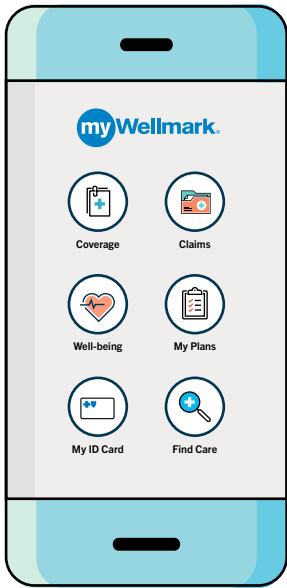 myWellmark®
Coverage Claims
Well-being My Plans
My ID Card Find Care